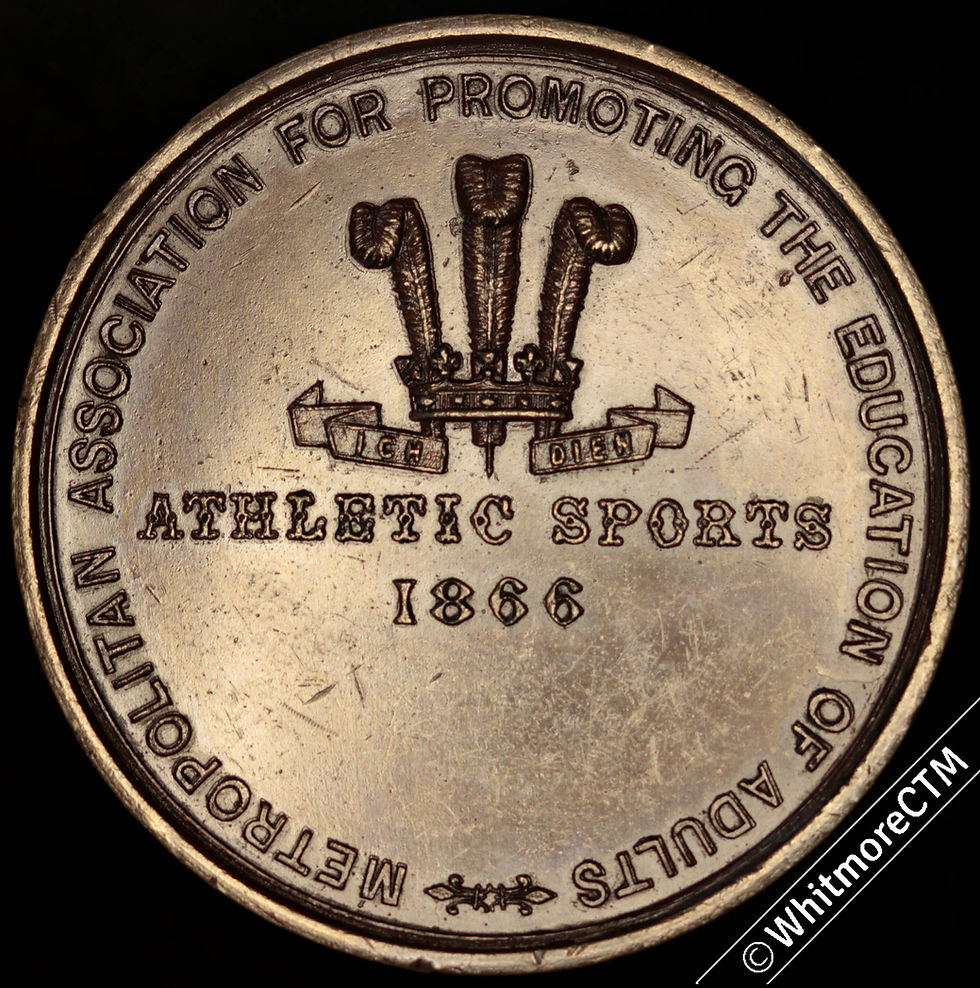 METROPOLITAN ASSOCIATION FOR PROMOTING THE EDUCATION OF ADULTS
ICH DIEN
ATHLETIC SPORTS
1866
©WhitmoreCTM